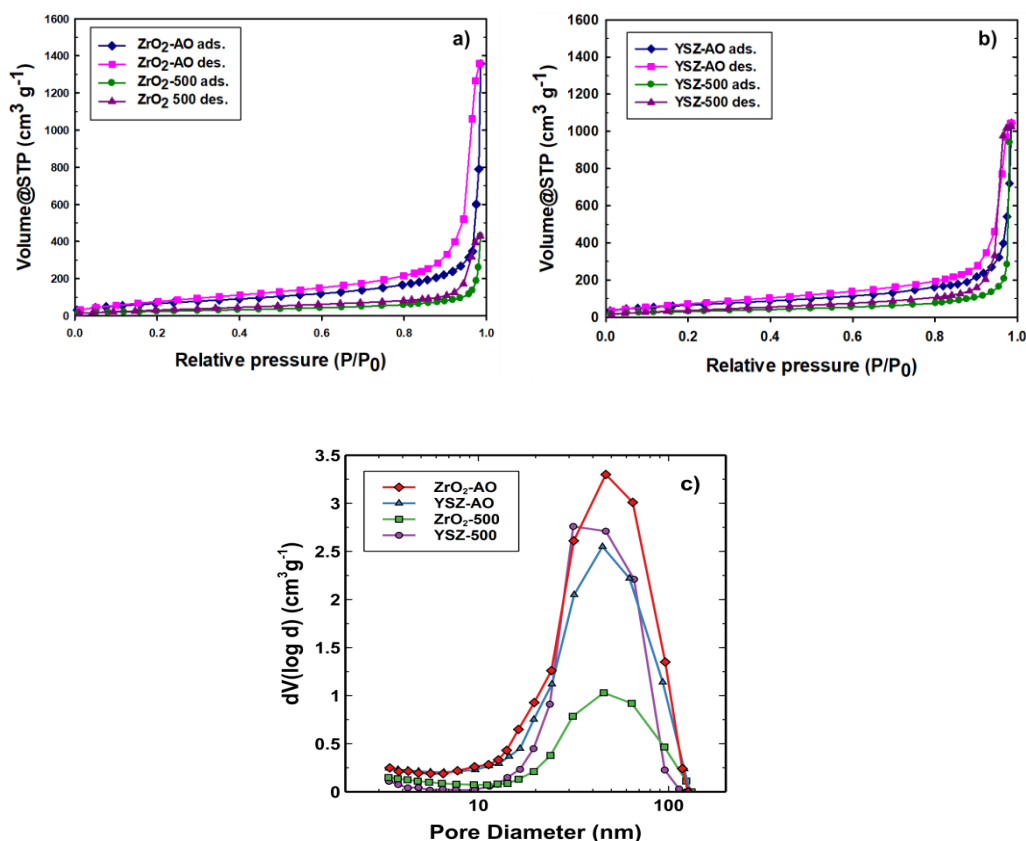 a)
ZrO₂-AO ads.
ZrO₂-AO des.
ZrO₂-500 ads.
ZrO₂ 500 des.
1600
1400
1200
1000
800
600
400
200
0
0.0 0.2 0.4 0.6 0.8 1.0
Volume@STP (cm³ g⁻¹)
Relative pressure (P/P₀)
b)
YSZ-AO ads.
YSZ-AO des.
YSZ-500 ads.
YSZ-500 des.
1600
1400
1200
1000
800
600
400
200
0
0.0 0.2 0.4 0.6 0.8 1.0
Volume@STP (cm³ g⁻¹)
Relative pressure (P/P₀)
c)
ZrO₂-AO
YSZ-AO
ZrO₂-500
YSZ-500
3.5
3
2.5
2
1.5
1
0.5
0
10 100
dV(log d) (cm³g⁻¹)
Pore Diameter (nm)